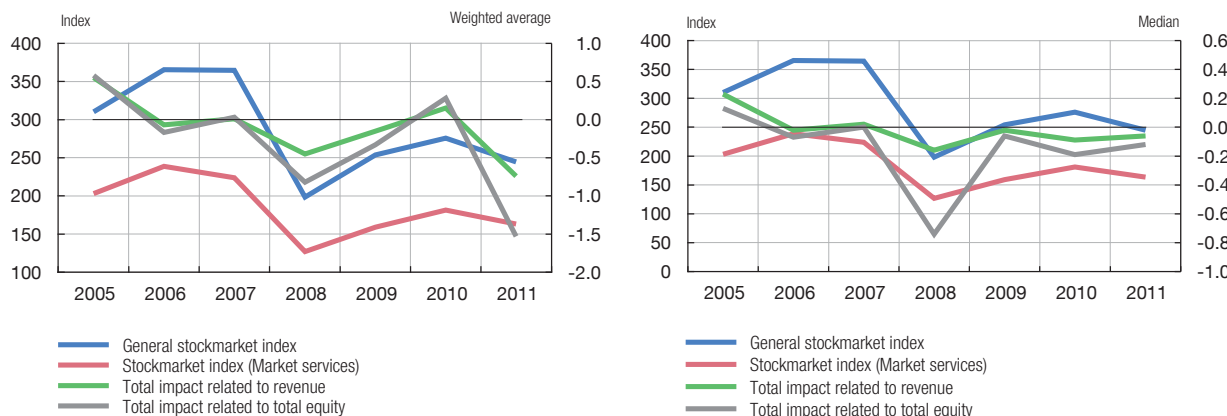 Index Weighted average
400 1.0
350 0.5
300 0.0
250 -0.5
200 -1.0
150 -1.5
100 -2.0
2005 2006 2007 2008 2009 2010 2011
General stockmarket index
Stockmarket index (Market services)
Total impact related to revenue
Total impact related to total equity
Index Median
400 0.6
350 0.4
300 0.2
250 0.0
200 -0.2
150 -0.4
100 -0.6
50 -0.8
0 -1.0
2005 2006 2007 2008 2009 2010 2011
General stockmarket index
Stockmarket index (Market services)
Total impact related to revenue
Total impact related to total equity